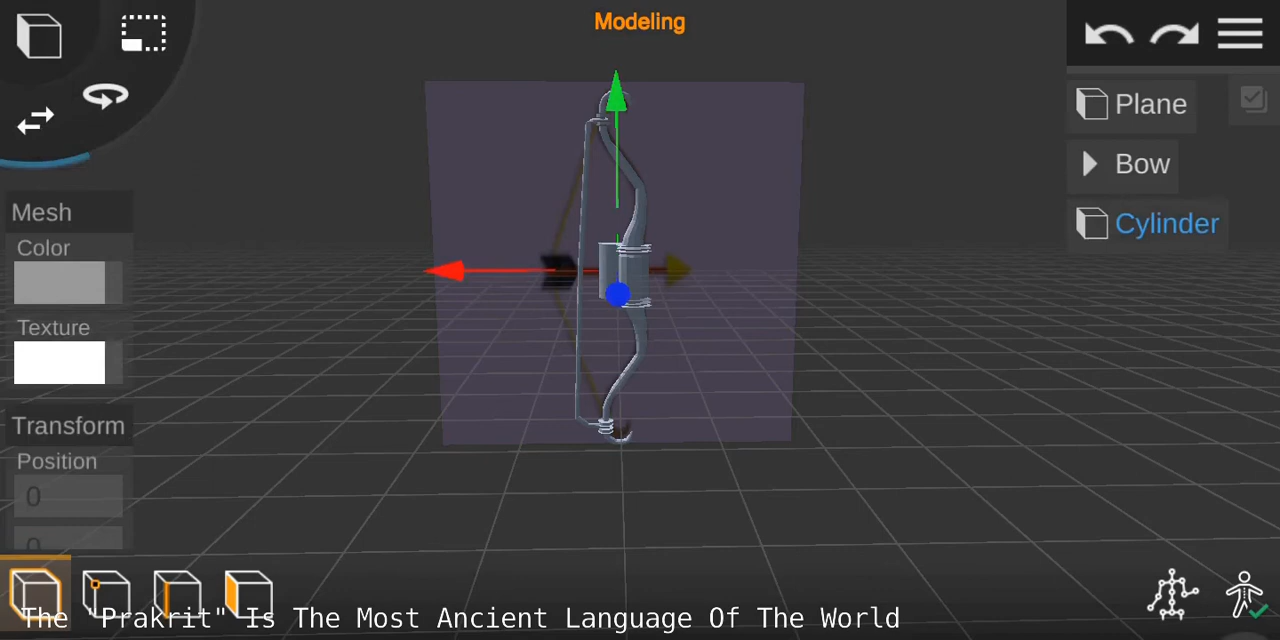 Modeling
Plane
Bow
Cylinder
Mesh
Color
Texture
Transform
Position
0
0
The "Prakrit" Is The Most Ancient Language Of The World